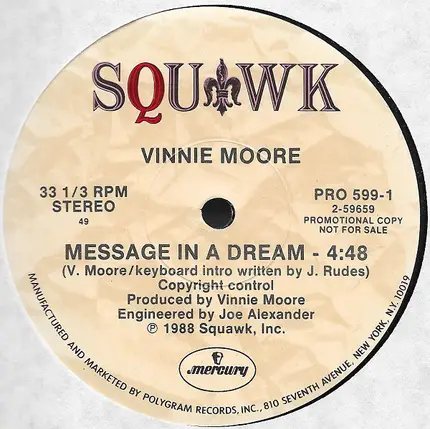 SQUAWK
VINNIE MOORE
33 1/3 RPM
STEREO
49
PRO 599-1
2-59659
PROMOTIONAL COPY
NOT FOR SALE
MESSAGE IN A DREAM - 4:48
(V. Moore/keyboard intro written by J. Rudes)
Copyright control
Produced by Vinnie Moore
Engineered by Joe Alexander
℗ 1988 Squawk, Inc.
mercury
MANUFACTURED AND MARKETED BY POLYGRAM RECORDS, INC., 810 SEVENTH AVENUE, NEW YORK, N.Y. 10019